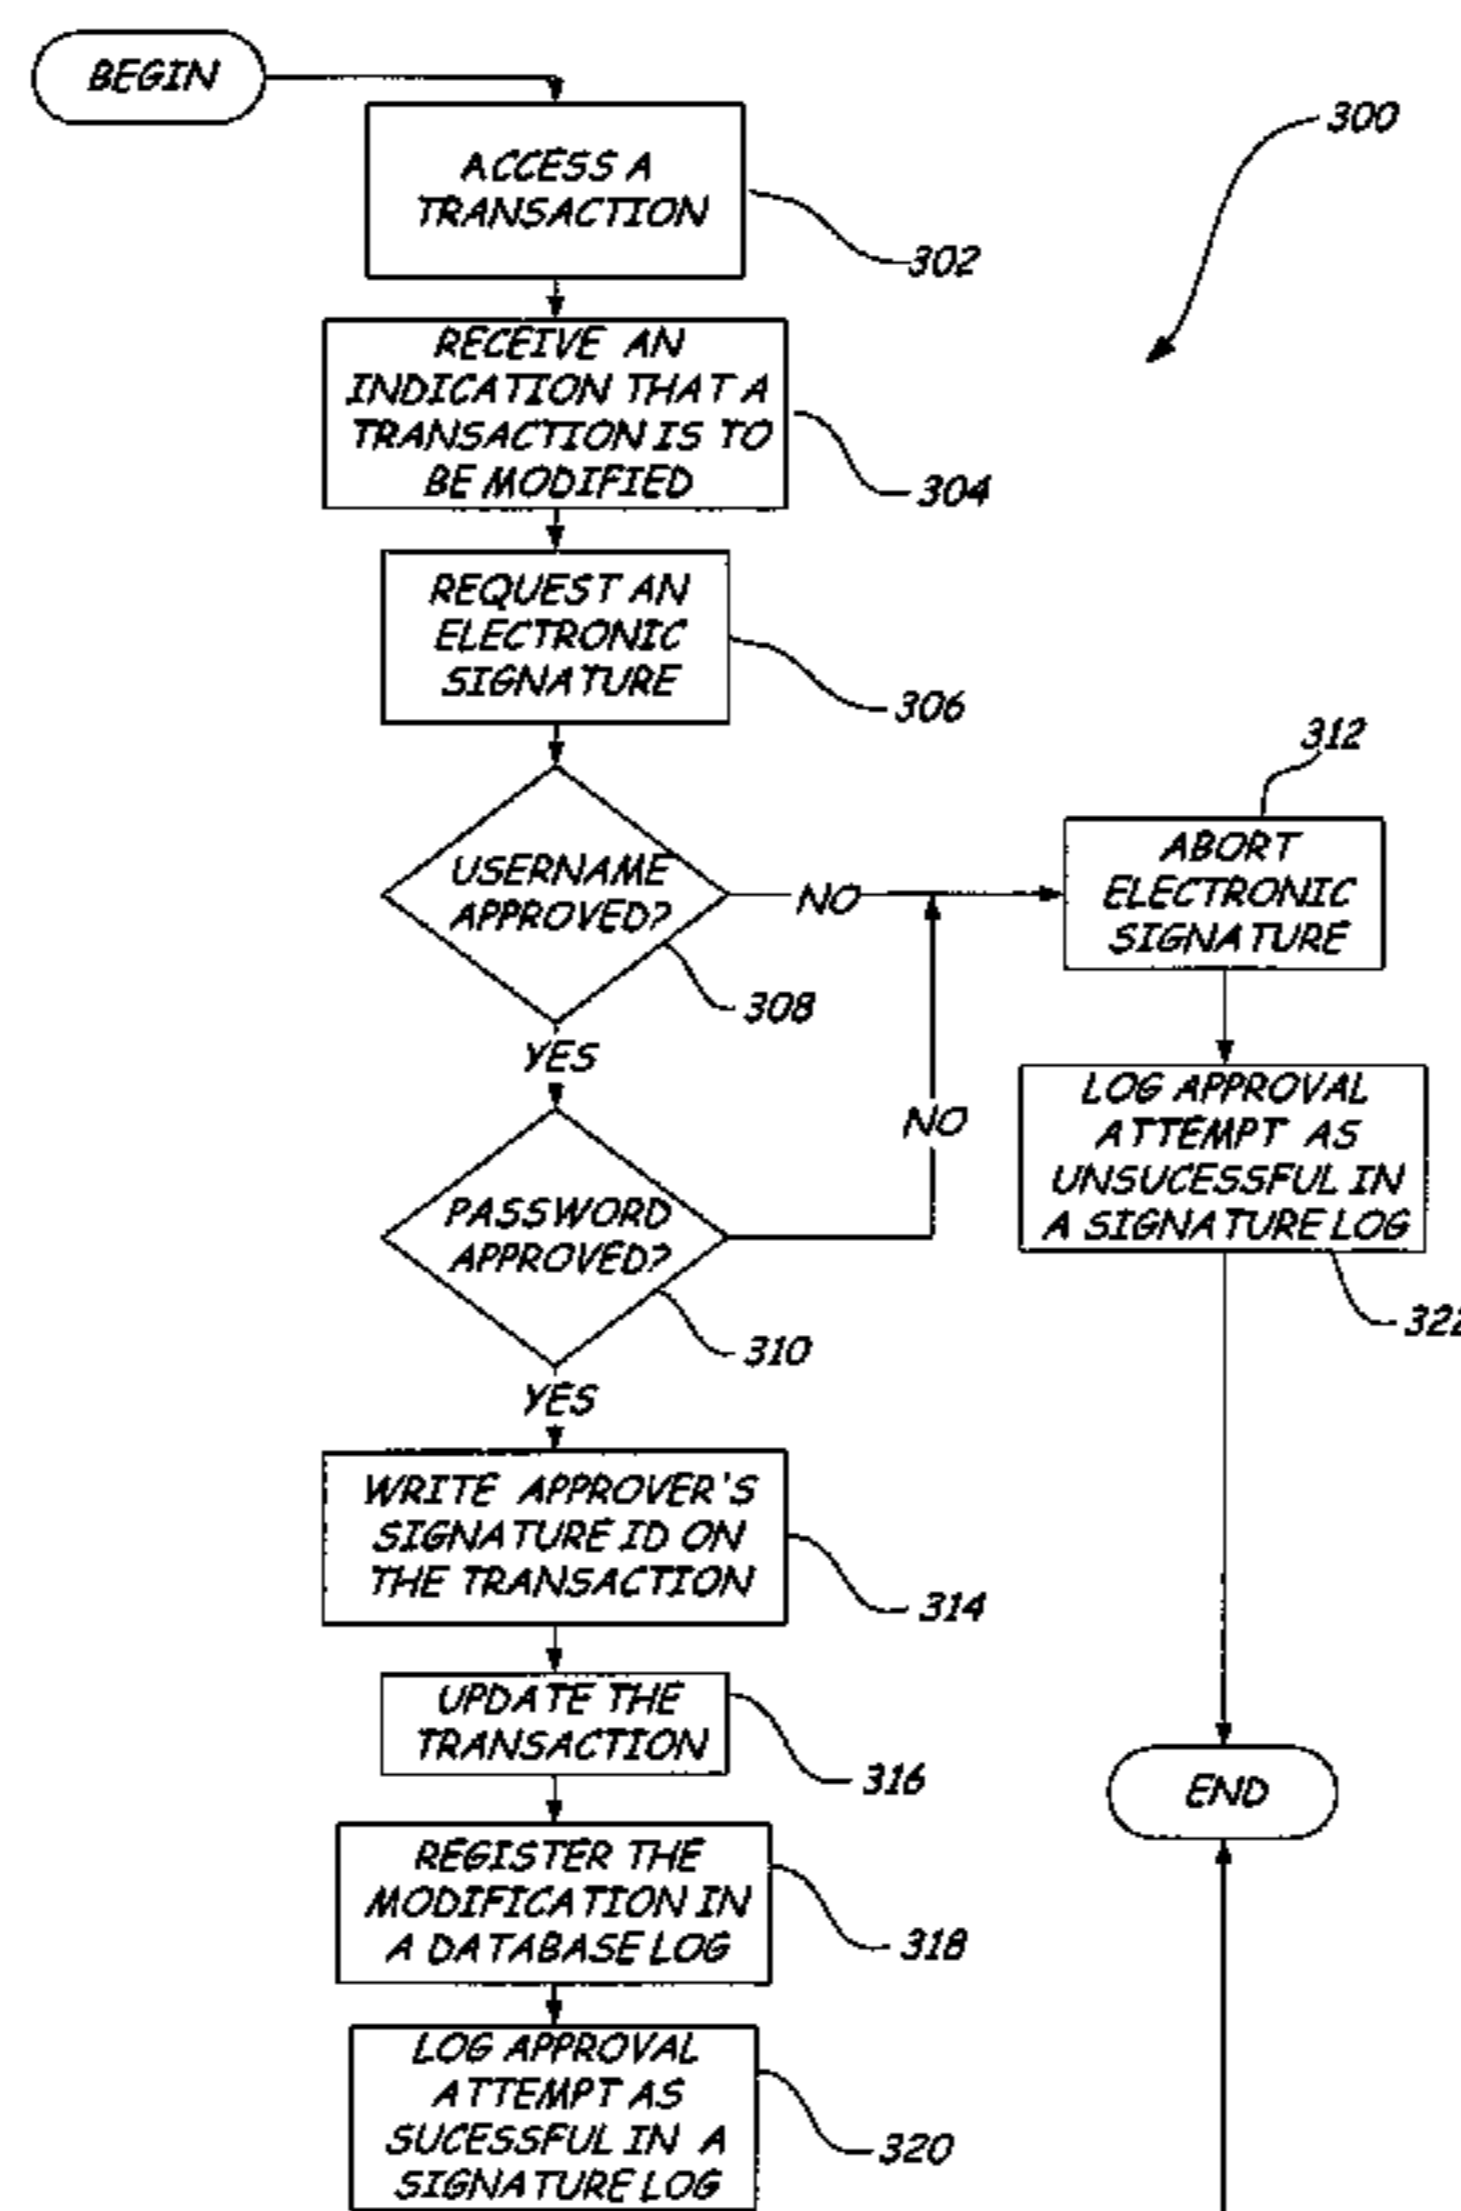 BEGIN
ACCESS A
TRANSACTION
300
302
RECEIVE AN
INDICATION THAT A
TRANSACTION IS TO
BE MODIFIED
304
REQUEST AN
ELECTRONIC
SIGNATURE
306
USERNAME
APPROVED?
308
NO
312
ABORT
ELECTRONIC
SIGNATURE
YES
NO
LOG APPROVAL
ATTEMPT AS
UNSUCESSFUL IN
A SIGNATURE LOG
322
PASSWORD
APPROVED?
310
YES
WRITE APPROVER'S
SIGNATURE ID ON
THE TRANSACTION
314
UPDATE THE
TRANSACTION
316
END
REGISTER THE
MODIFICATION IN
A DATABASE LOG
318
LOG APPROVAL
ATTEMPT AS
SUCESSFUL IN A
SIGNATURE LOG
320